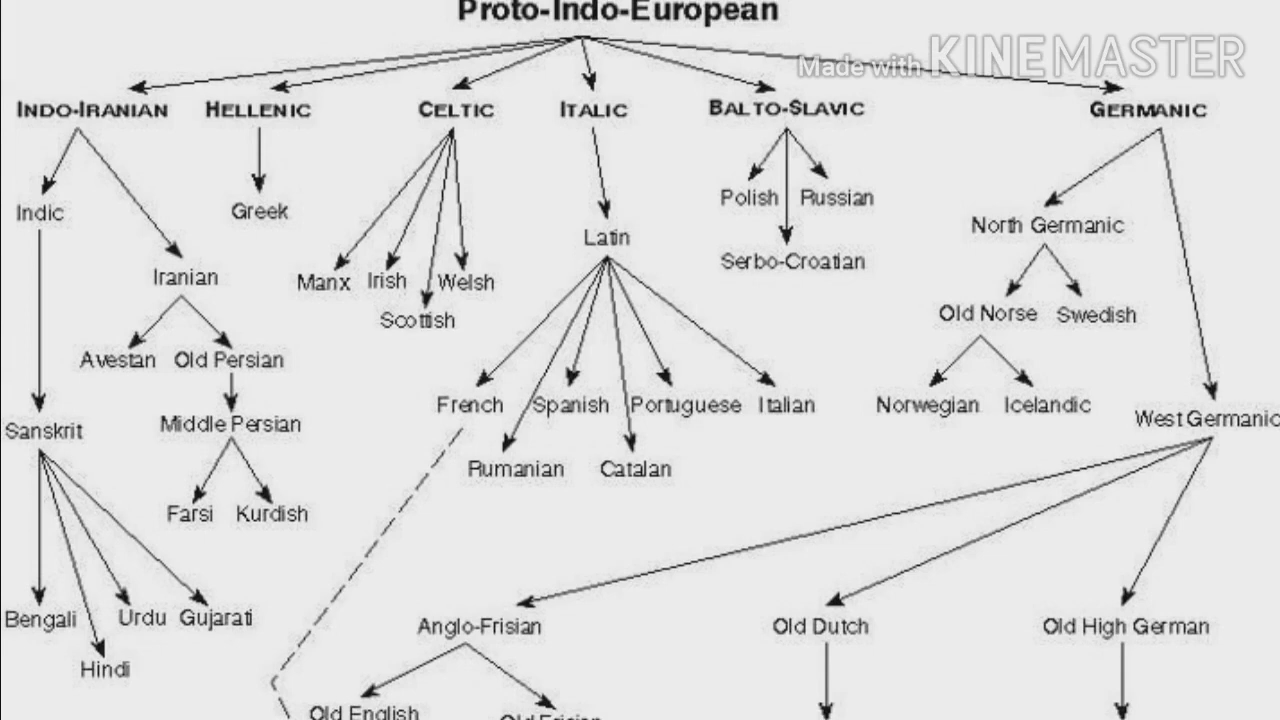 Proto-Indo-European
Made with KINEMASTER
INDO-IRANIAN HELLENIC CELTIC ITALIC BALTO-SLAVIC GERMANIC
Polish Russian
Indic Greek North Germanic
Latin
Serbo-Croatian
Iranian Manx Irish Welsh
Scottish Old Norse Swedish
Avestan Old Persian
French Spanish Portuguese Italian Norwegian Icelandic
Sanskrit Middle Persian West Germanic
Rumanian Catalan
Farsi Kurdish
Bengali Urdu Gujarati Anglo-Frisian Old Dutch Old High German
Hindi
Old English Old Frisian